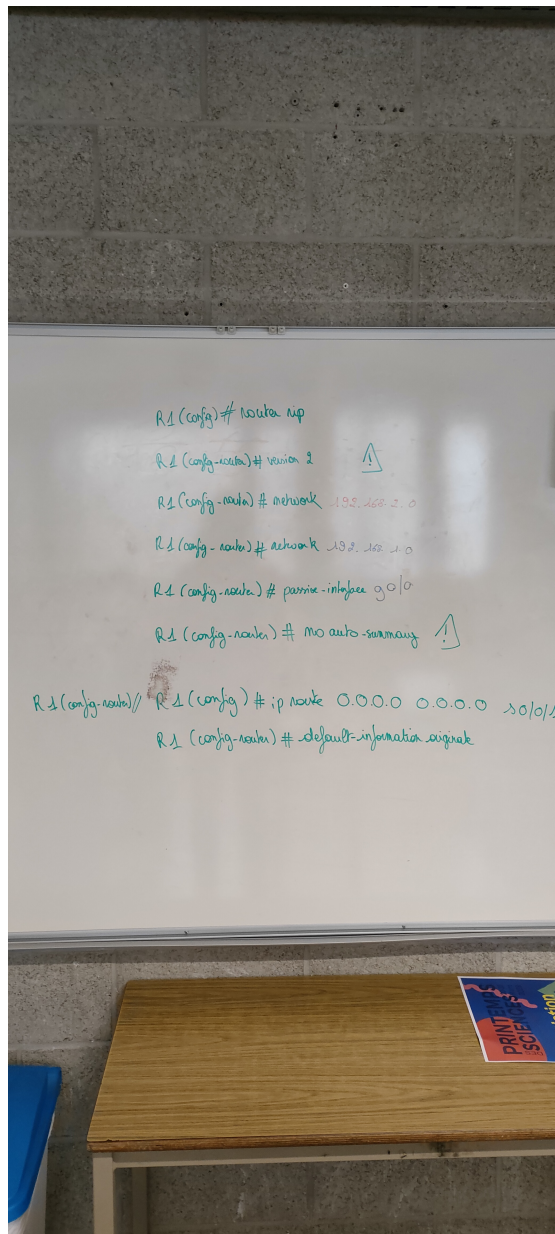 R1(config)# router rip
R1(config-router)# version 2
R1(config-router)# network 192.168.2.0
R1(config-router)# network 192.168.1.0
R1(config-router)# passive-interface g0/0
R1(config-router)# no auto-summary
R1(config-router)// R1(config)# ip route 0.0.0.0 0.0.0.0 s0/0/1
R1(config-router)# default-information originate
PRINTEMPS
SCIENCES